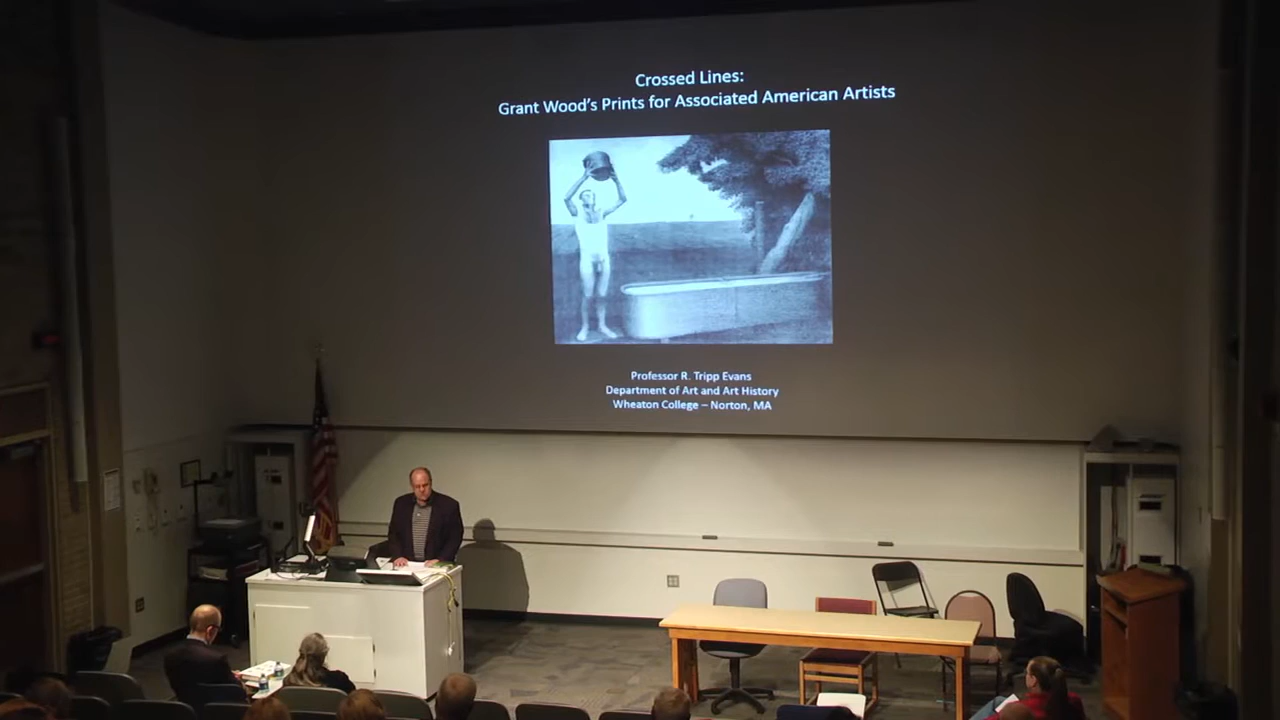 Crossed Lines:
Grant Wood's Prints for Associated American Artists
Professor R. Tripp Evans
Department of Art and Art History
Wheaton College – Norton, MA